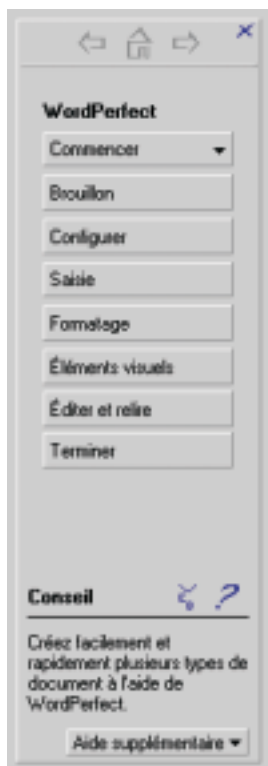 WordPerfect
Commencer
Brouillon
Configurer
Saisie
Formatage
Éléments visuels
Éditer et relire
Terminer
Conseil
Créez facilement et
rapidement plusieurs types de
document à l'aide de
WordPerfect.
Aide supplémentaire